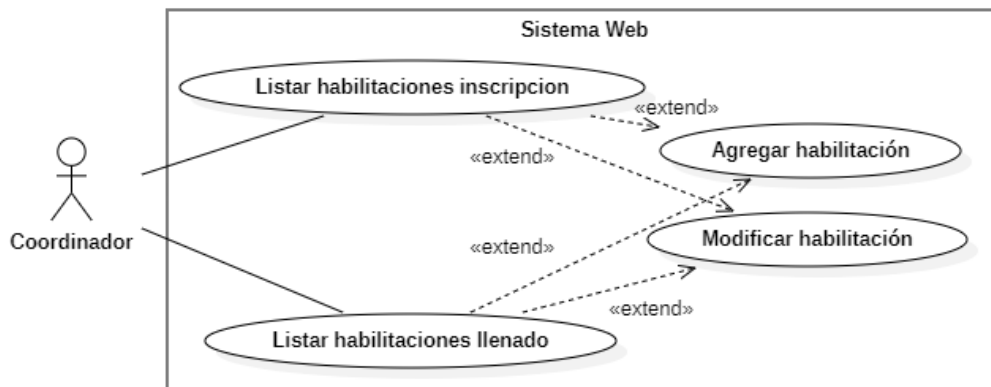 Sistema Web
Listar habilitaciones inscripcion
«extend»
Agregar habilitación
«extend»
Coordinador
Modificar habilitación
«extend»
«extend»
Listar habilitaciones llenado